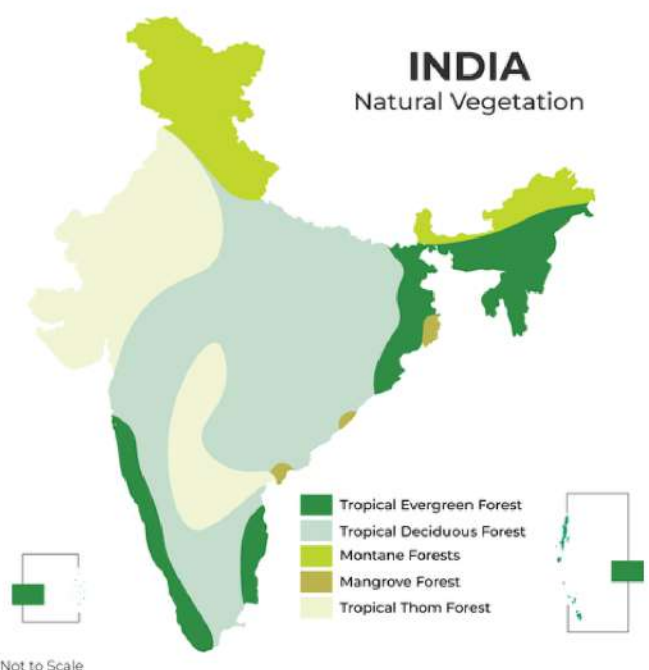 INDIA
Natural Vegetation
Tropical Evergreen Forest
Tropical Deciduous Forest
Montane Forests
Mangrove Forest
Tropical Thom Forest
Not to Scale